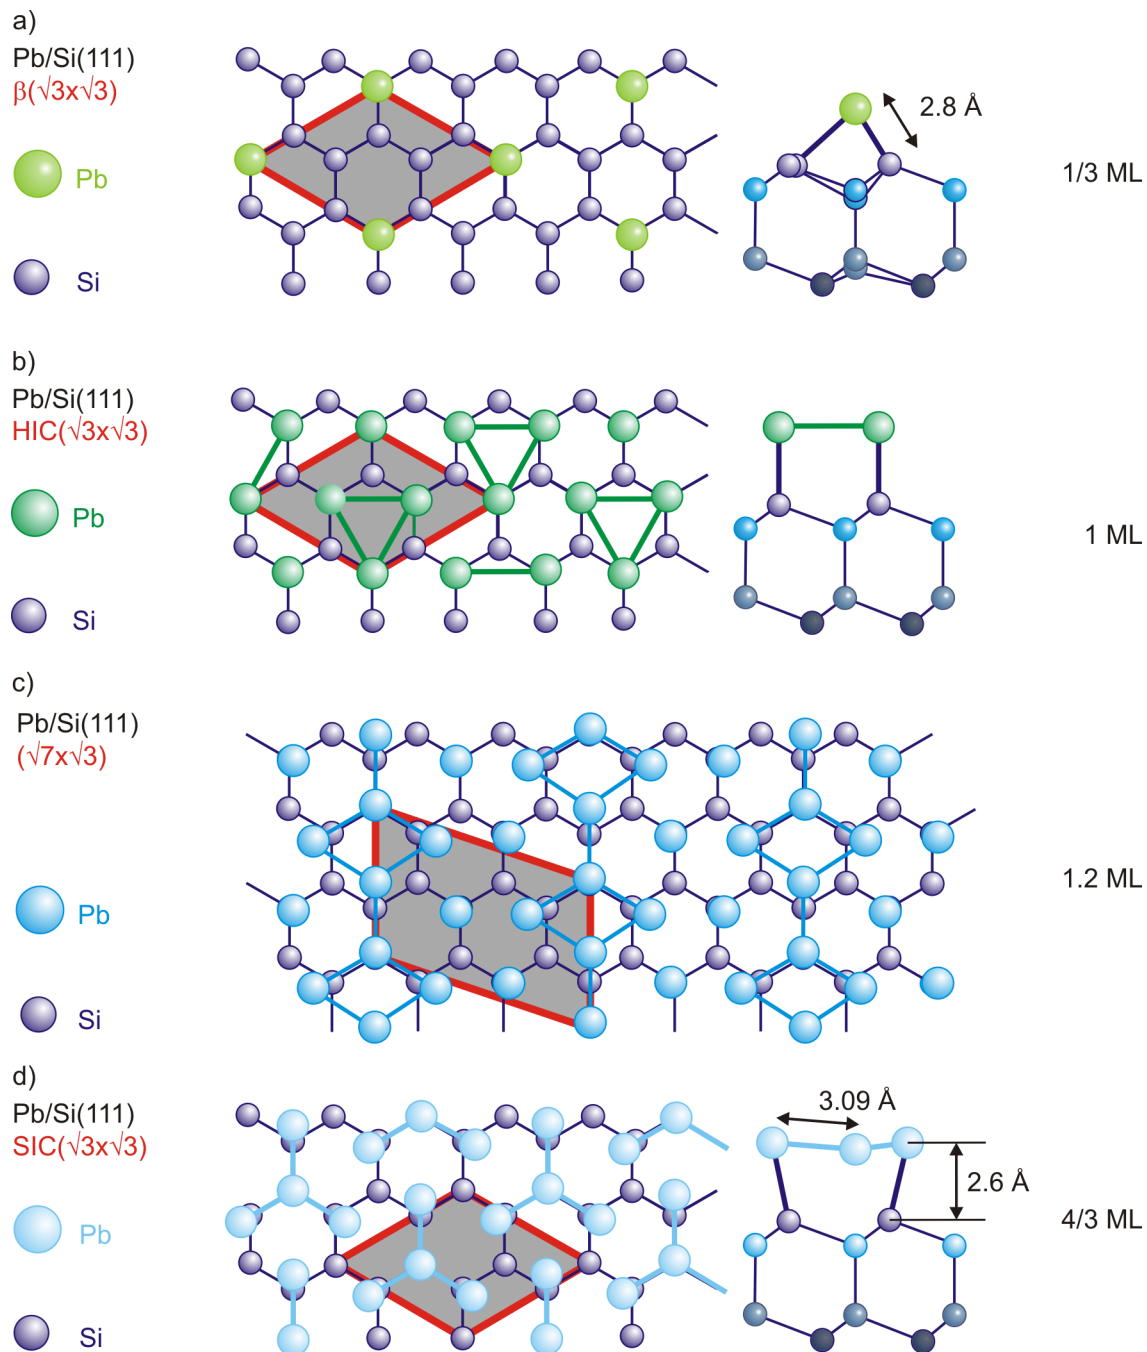 a)
Pb/Si(111)
β(√3x√3)
2.8 Å
Pb
1/3 ML
Si
b)
Pb/Si(111)
HIC(√3x√3)
Pb
1 ML
Si
c)
Pb/Si(111)
(√7x√3)
1.2 ML
Pb
Si
d)
Pb/Si(111)
SIC(√3x√3)
3.09 Å
2.6 Å
Pb
4/3 ML
Si